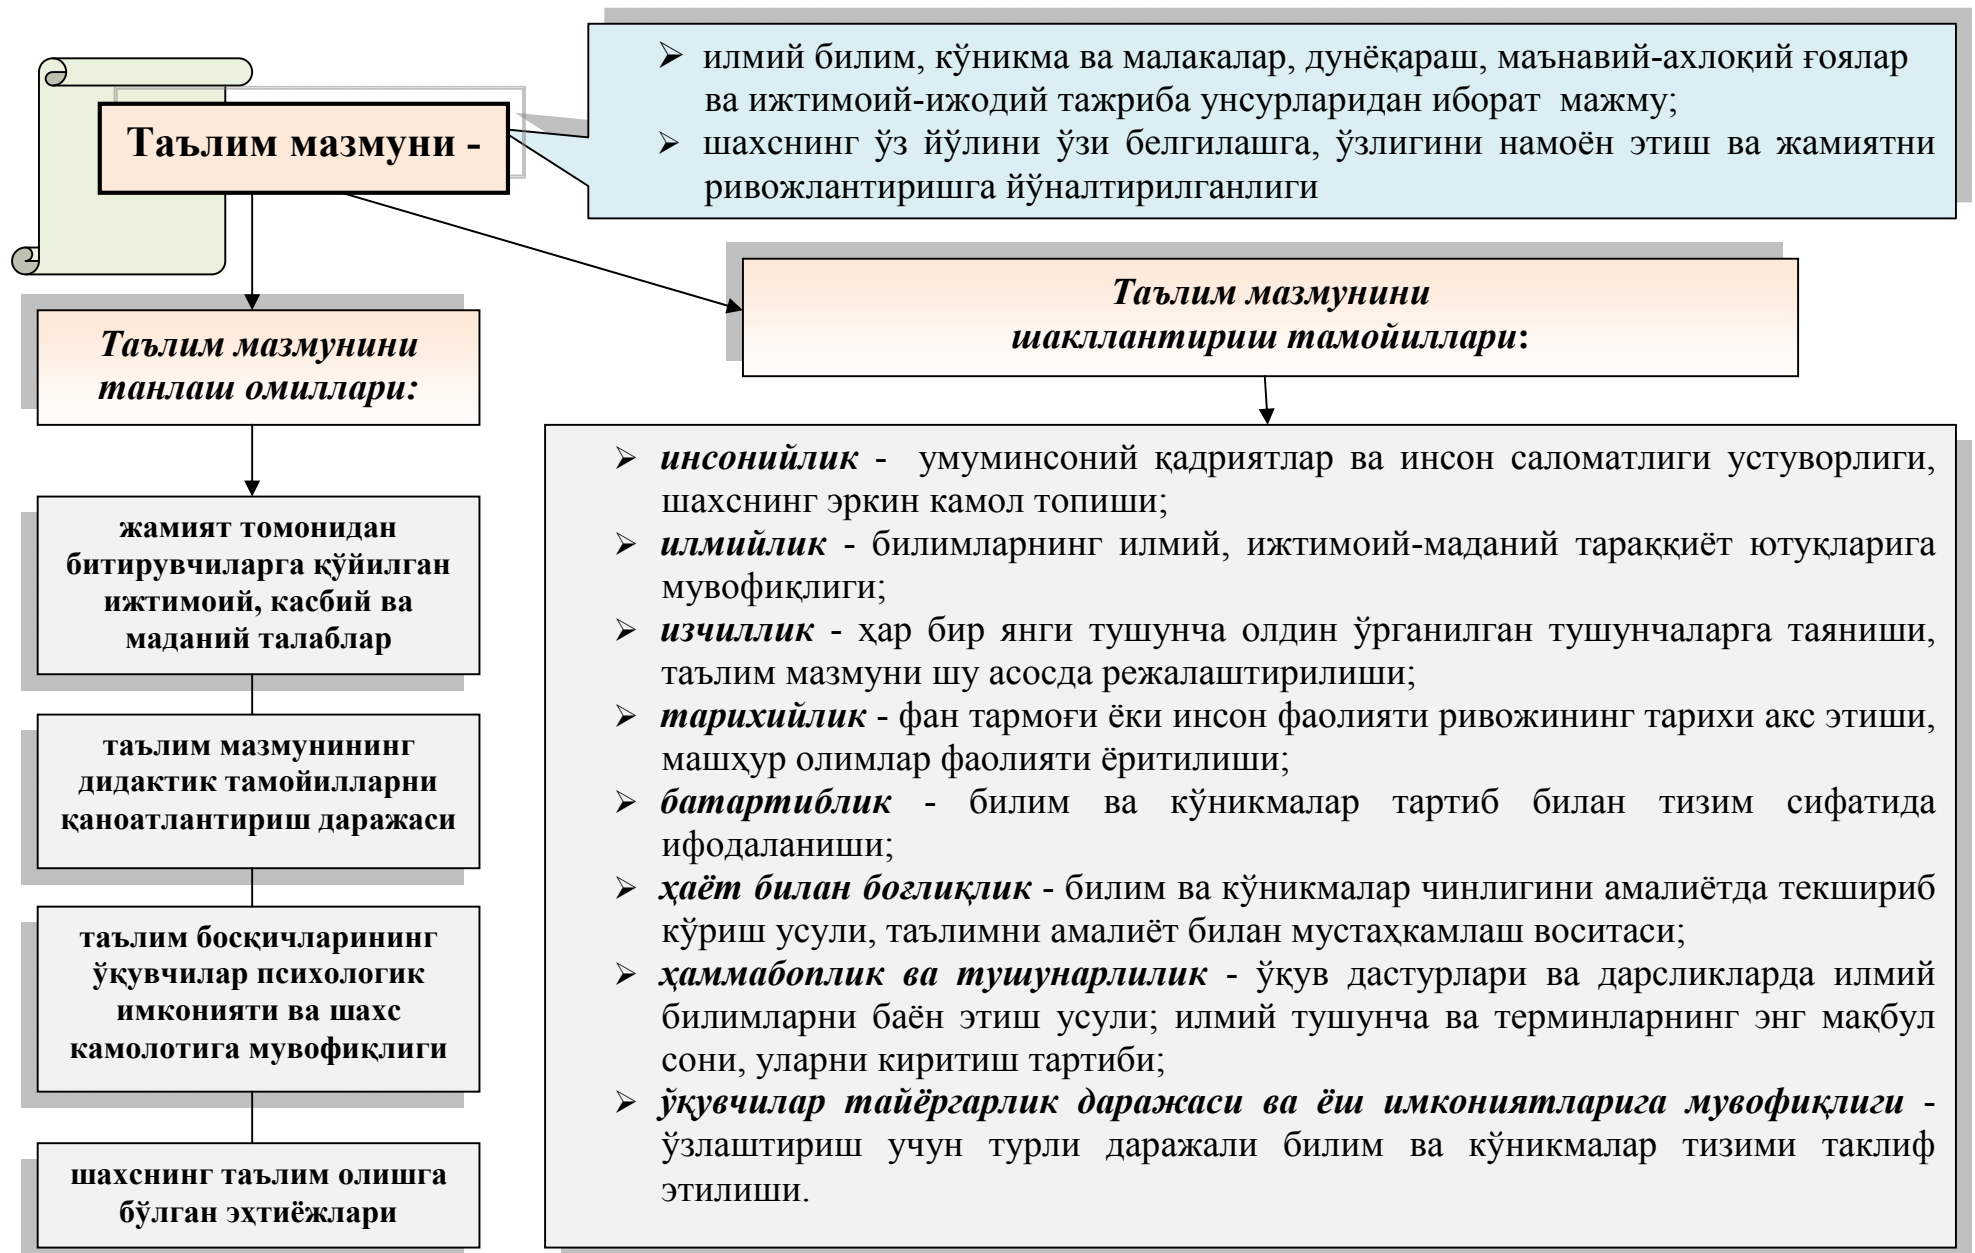 Таълим мазмуни -
➢ илмий билим, кўникма ва малакалар, дунёқараш, маънавий-ахлоқий ғоялар
ва ижтимоий-ижодий тажриба унсурларидан иборат мажму;
➢ шахснинг ўз йўлини ўзи белгилашга, ўзлигини намоён этиш ва жамиятни
ривожлантиришга йўналтирилганлиги
Таълим мазмунини
танлаш омиллари:
жамият томонидан
битирувчиларга қўйилган
ижтимоий, касбий ва
маданий талаблар
таълим мазмунининг
дидактик тамойилларни
қаноатлантириш даражаси
таълим босқичларининг
ўқувчилар психологик
имконияти ва шахс
камолотига мувофиқлиги
шахснинг таълим олишга
бўлган эҳтиёжлари
Таълим мазмунини
шакллантириш тамойиллари:
➢ инсонийлик - умуминсоний қадриятлар ва инсон саломатлиги устуворлиги,
шахснинг эркин камол топиши;
➢ илмийлик - билимларнинг илмий, ижтимоий-маданий тараққиёт ютуқларига
мувофиқлиги;
➢ изчиллик - ҳар бир янги тушунча олдин ўрганилган тушунчаларга таяниши,
таълим мазмуни шу асосда режалаштирилиши;
➢ тарихийлик - фан тармоғи ёки инсон фаолияти ривожининг тарихи акс этиши,
машҳур олимлар фаолияти ёритилиши;
➢ батартиблик - билим ва кўникмалар тартиб билан тизим сифатида
ифодаланиши;
➢ ҳаёт билан боғлиқлик - билим ва кўникмалар чинлигини амалиётда текшириб
кўриш усули, таълимни амалиёт билан мустаҳкамлаш воситаси;
➢ ҳаммабоплик ва тушунарлилик - ўқув дастурлари ва дарсликларда илмий
билимларни баён этиш усули; илмий тушунча ва терминларнинг энг мақбул
сони, уларни киритиш тартиби;
➢ ўқувчилар тайёргарлик даражаси ва ёш имкониятларига мувофиқлиги -
ўзлаштириш учун турли даражали билим ва кўникмалар тизими таклиф
этилиши.